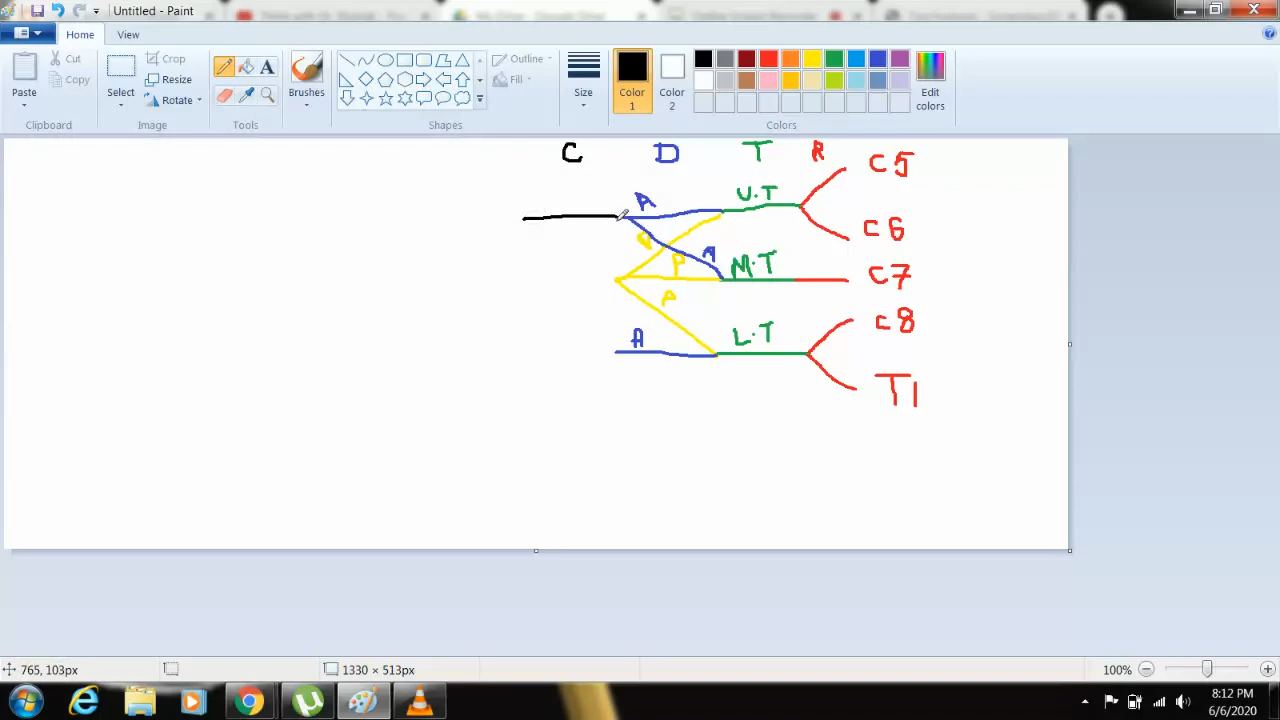 Untitled - Paint
Home View
Paste
Cut
Copy
Clipboard
Select
Crop
Resize
Rotate
Image
Tools
Brushes
Shapes
Outline
Fill
Size
Color 1
Color 2
Edit colors
Colors
C D T R
C5
A U.T
C6
P A M.T C7
P
P
C8
A L.T
T1
765, 103px
1330 × 513px
100%
8:12 PM
6/6/2020